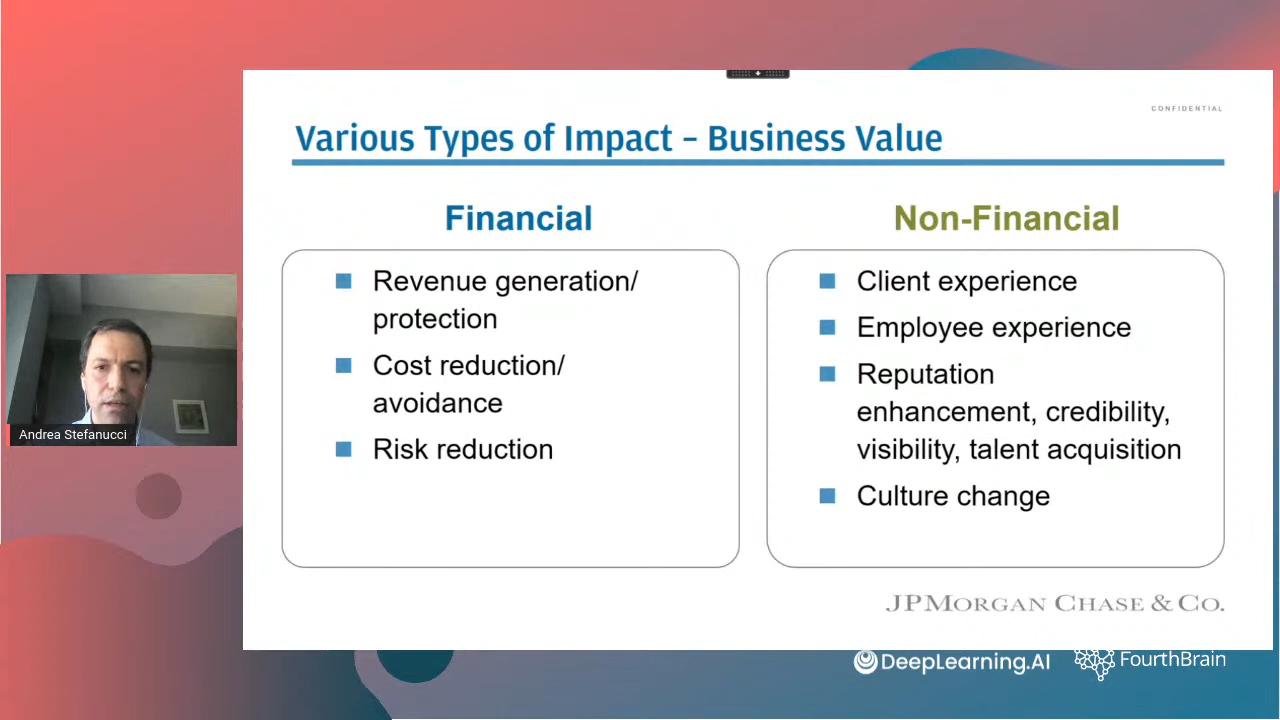 CONFIDENTIAL
Various Types of Impact – Business Value
Financial
Revenue generation/
protection
Cost reduction/
avoidance
Risk reduction
Non-Financial
Client experience
Employee experience
Reputation
enhancement, credibility,
visibility, talent acquisition
Culture change
JPMORGAN CHASE & CO.
Andrea Stefanucci
DeepLearning.AI
FourthBrain